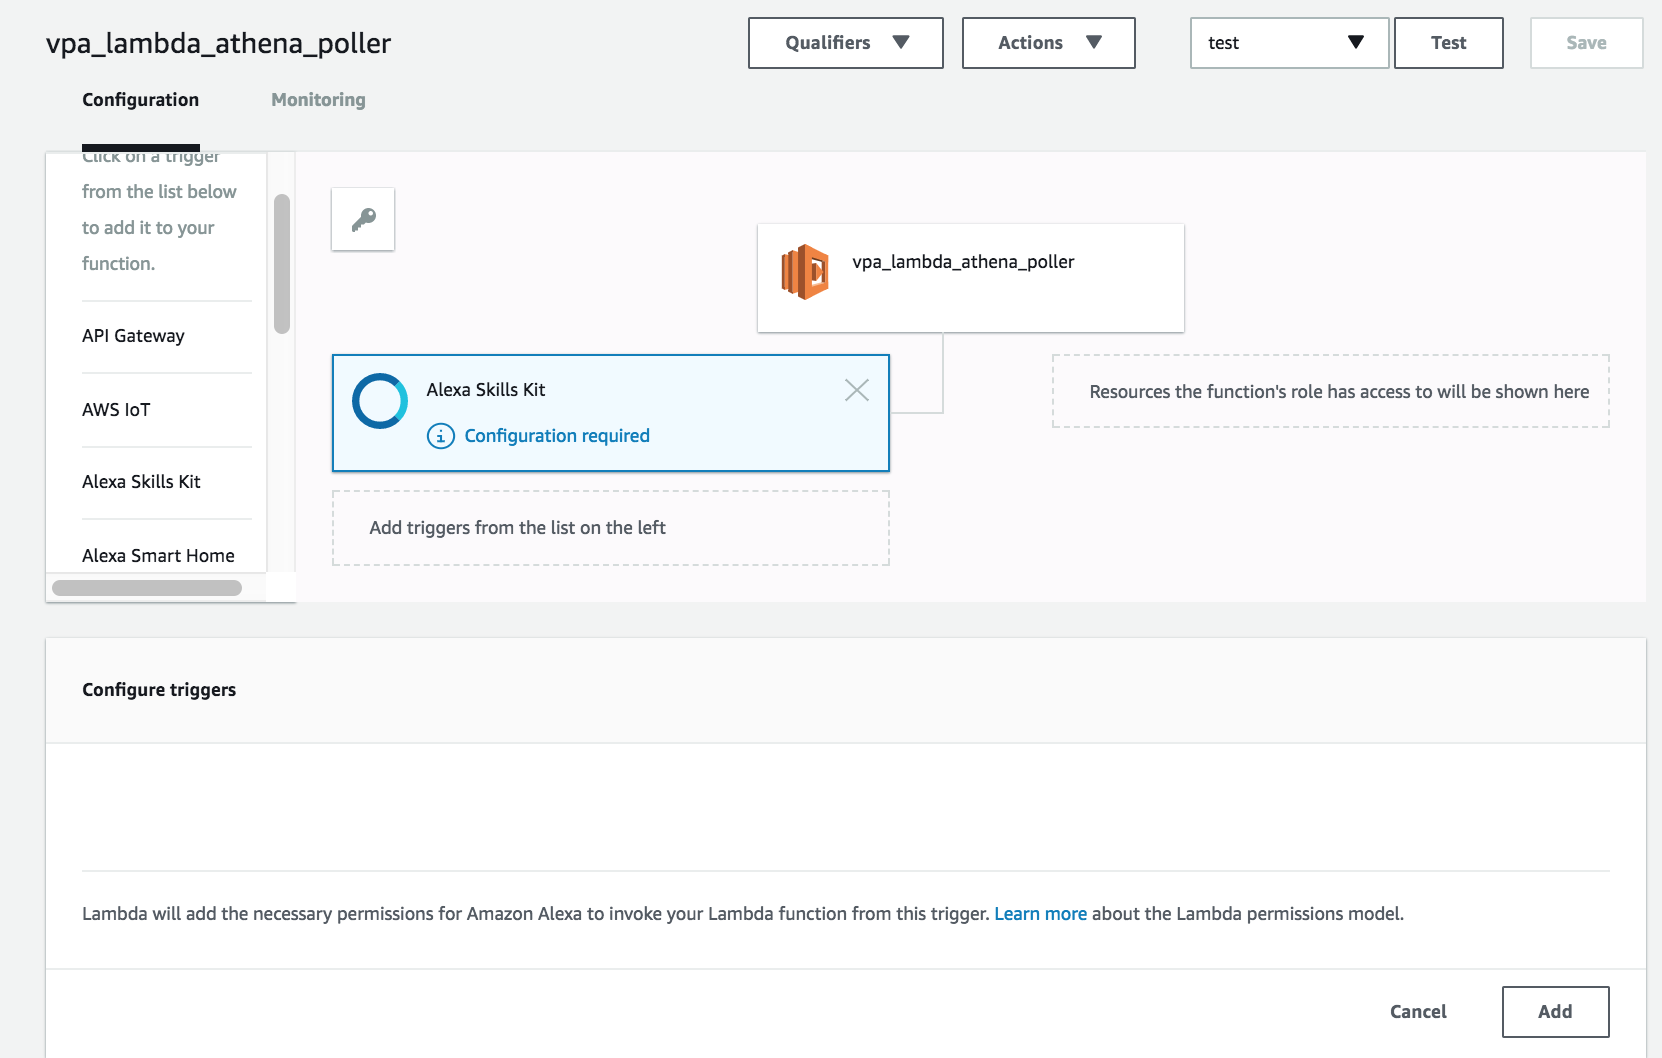 vpa_lambda_athena_poller
Qualifiers
Actions
test
Test
Save
Configuration
Monitoring
Click on a trigger
from the list below
to add it to your
function.
API Gateway
AWS IoT
Alexa Skills Kit
Alexa Smart Home
vpa_lambda_athena_poller
Alexa Skills Kit
Configuration required
Add triggers from the list on the left
Resources the function's role has access to will be shown here
Configure triggers
Lambda will add the necessary permissions for Amazon Alexa to invoke your Lambda function from this trigger. Learn more about the Lambda permissions model.
Cancel
Add